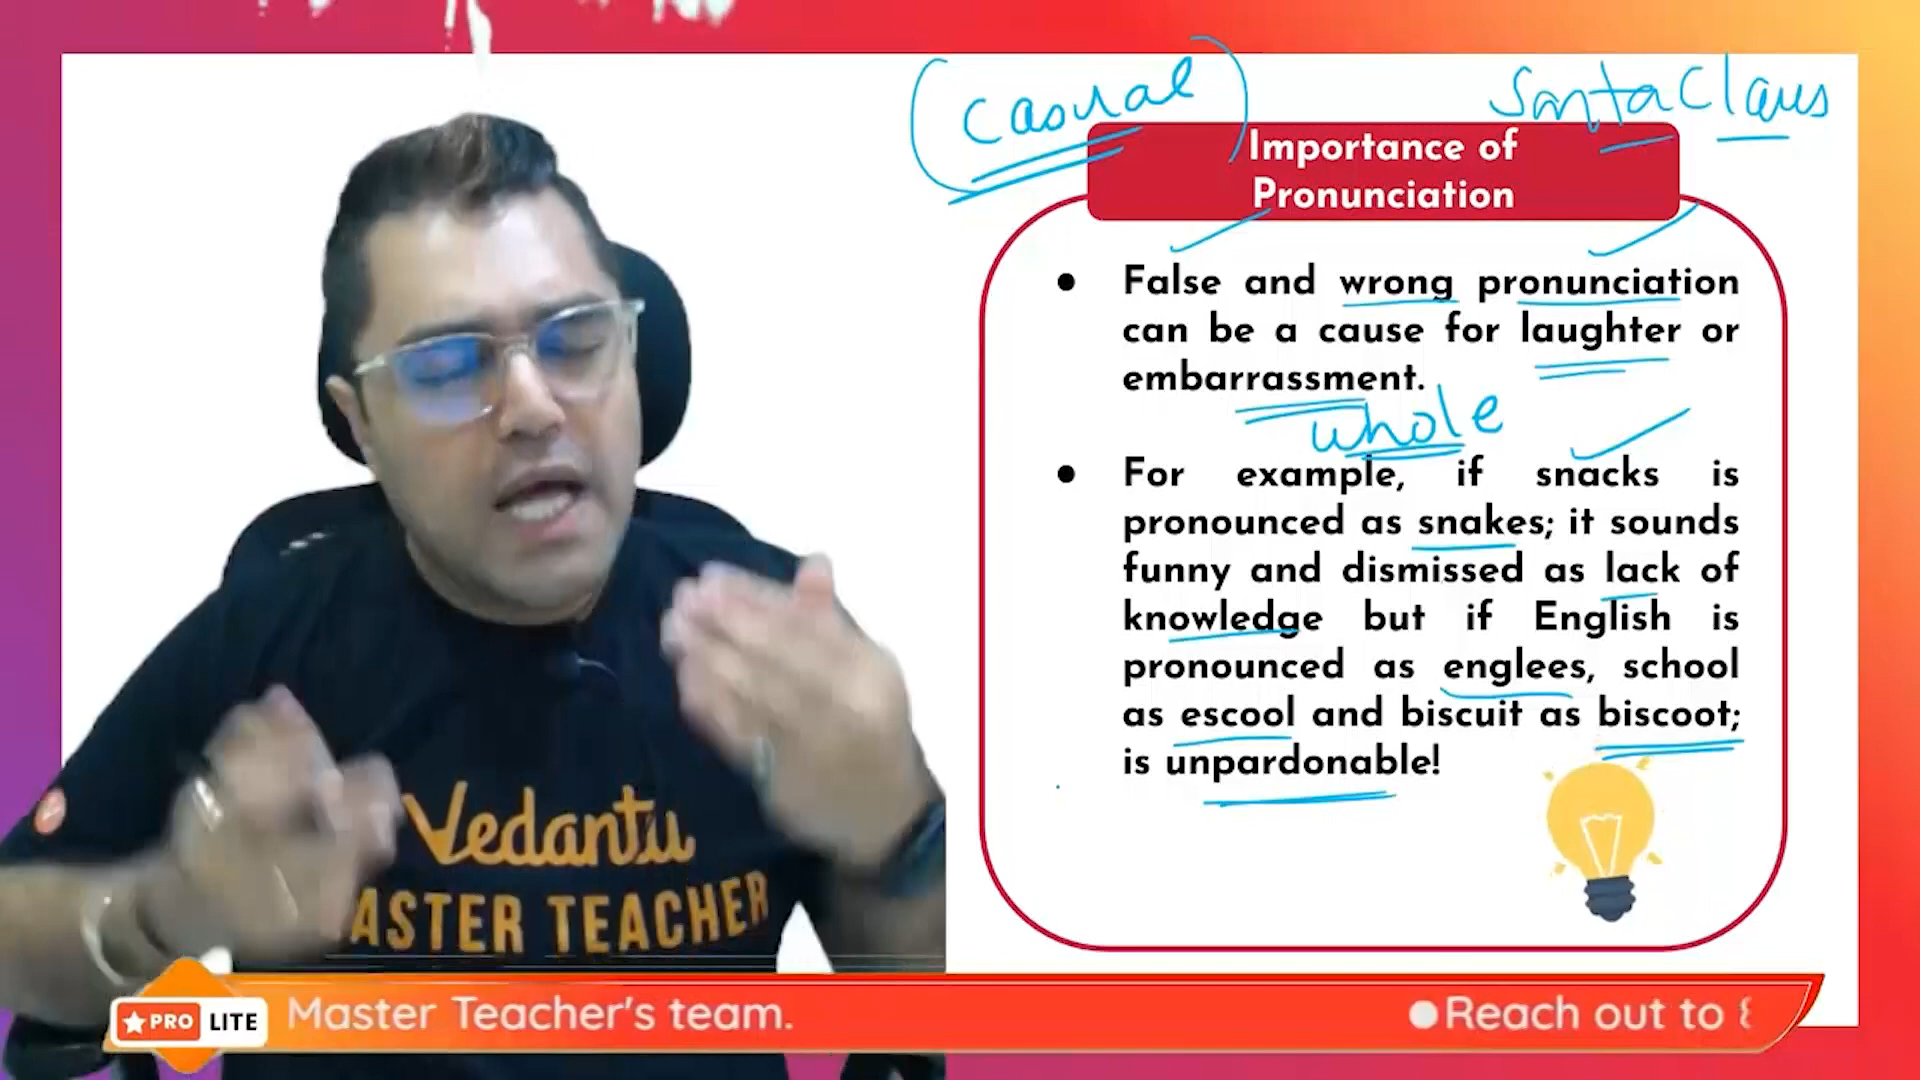 casual
Santa Claus
Importance of
Pronunciation
● False and wrong pronunciation
can be a cause for laughter or
embarrassment.
whole
● For example, if snacks is
pronounced as snakes; it sounds
funny and dismissed as lack of
knowledge but if English is
pronounced as englees, school
as escool and biscuit as biscoot;
is unpardonable!
Vedantu
MASTER TEACHER
PRO LITE
Master Teacher's team.
Reach out to